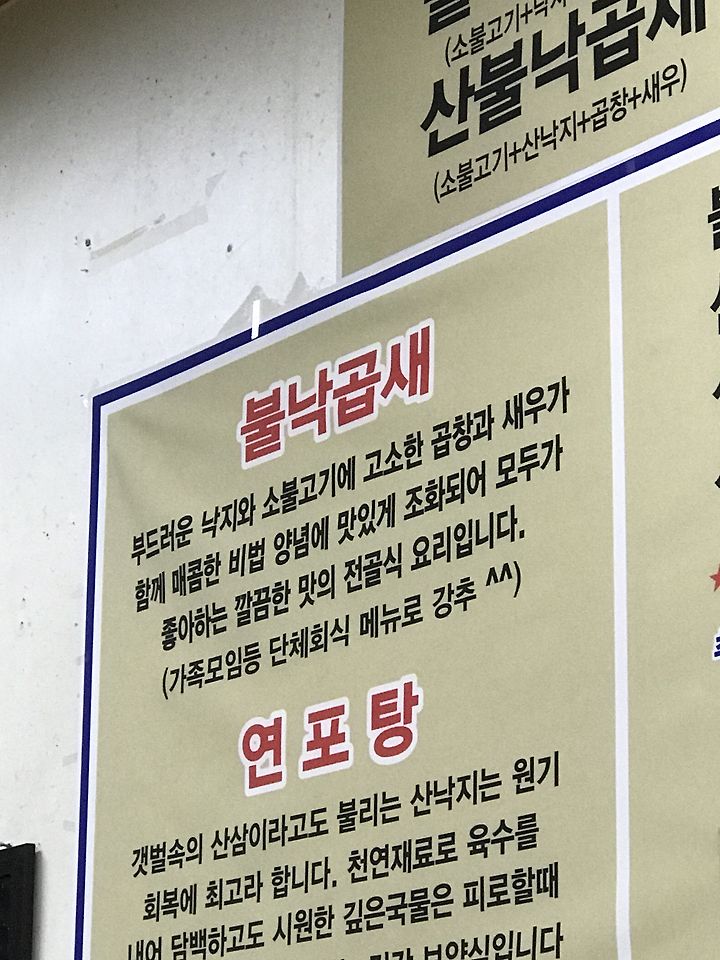 (소불고기+낙지
산불낙곱새
(소불고기+산낙지+곱창+새우)
불낙곱새
부드러운 낙지와 소불고기에 고소한 곱창과 새우가
함께 매콤한 비법 양념에 맛있게 조화되어 모두가
좋아하는 깔끔한 맛의 전골식 요리입니다.
(가족모임등 단체회식 메뉴로 강추 ^^)
연포탕
갯벌속의 산삼이라고도 불리는 산낙지는 원기
회복에 최고라 합니다. 천연재료로 육수를
내어 담백하고도 시원한 깊은국물은 피로할때
보양식입니다